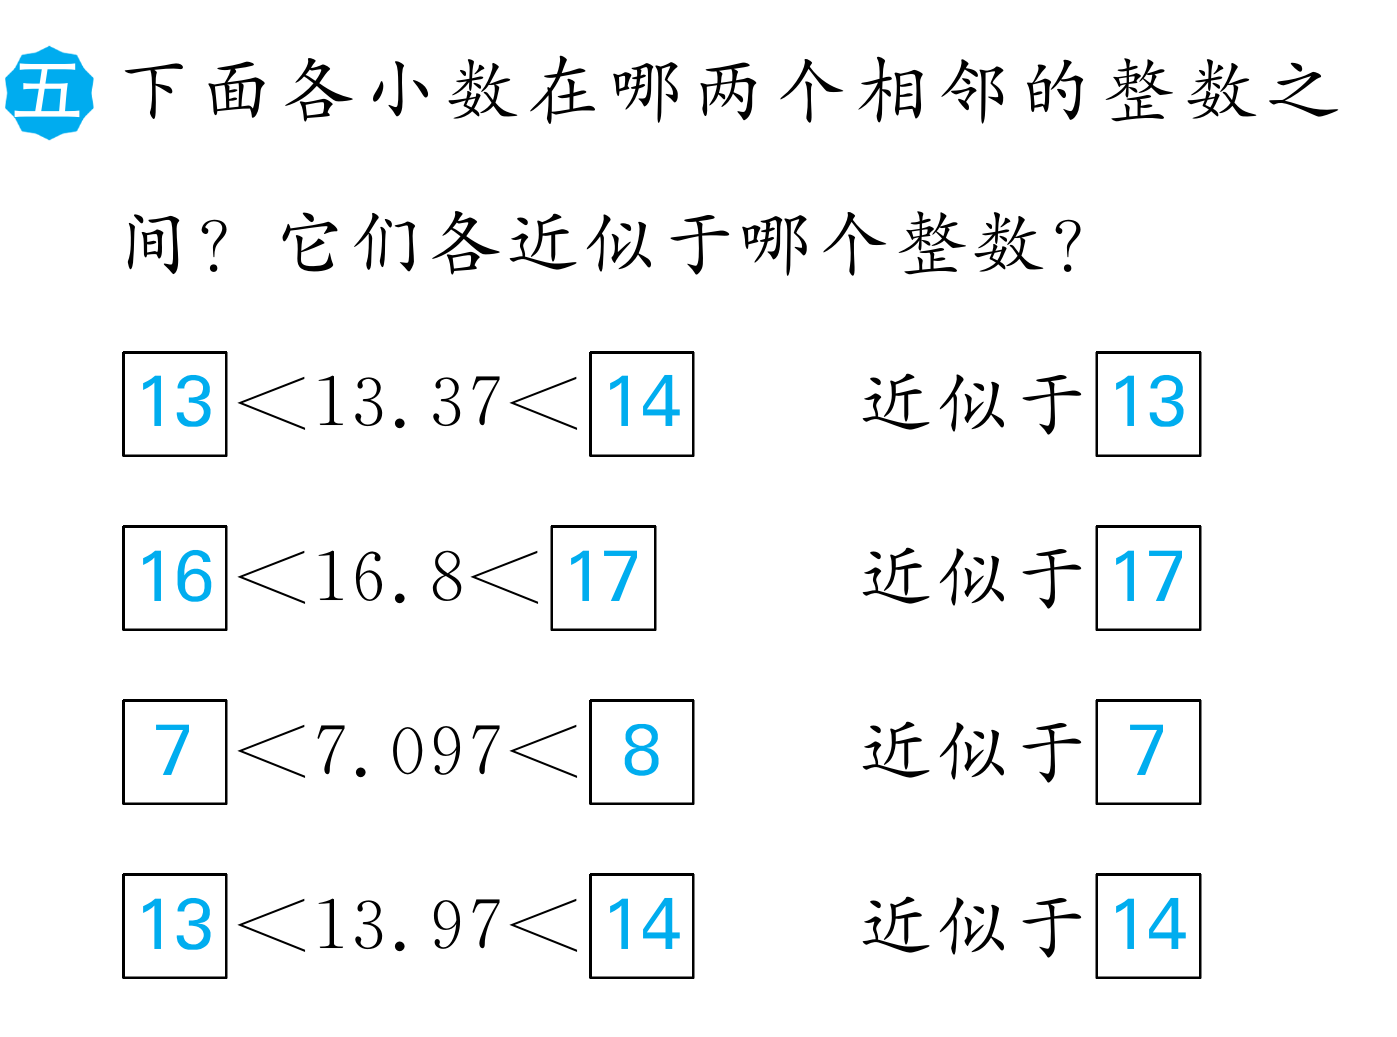 五 下面各小数在哪两个相邻的整数之
间？它们各近似于哪个整数？
13<13.37<14 近似于13
16<16.8<17 近似于17
7<7.097<8 近似于7
13<13.97<14 近似于14